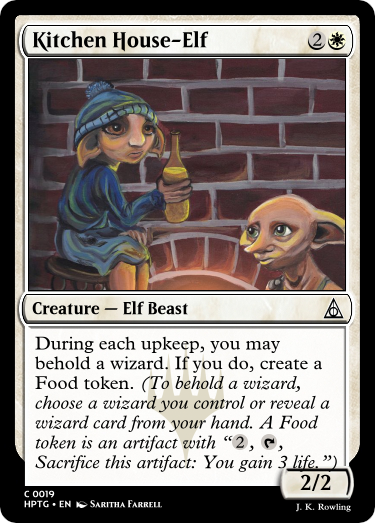 Kitchen House-Elf 2
Creature — Elf Beast
During each upkeep, you may
behold a wizard. If you do, create a
Food token. (To behold a wizard,
choose a wizard you control or reveal a
wizard card from your hand. A Food
token is an artifact with “2, ,
Sacrifice this artifact: You gain 3 life.”)
2/2
C 0019
HPTG • EN Saritha Farrell
J. K. Rowling